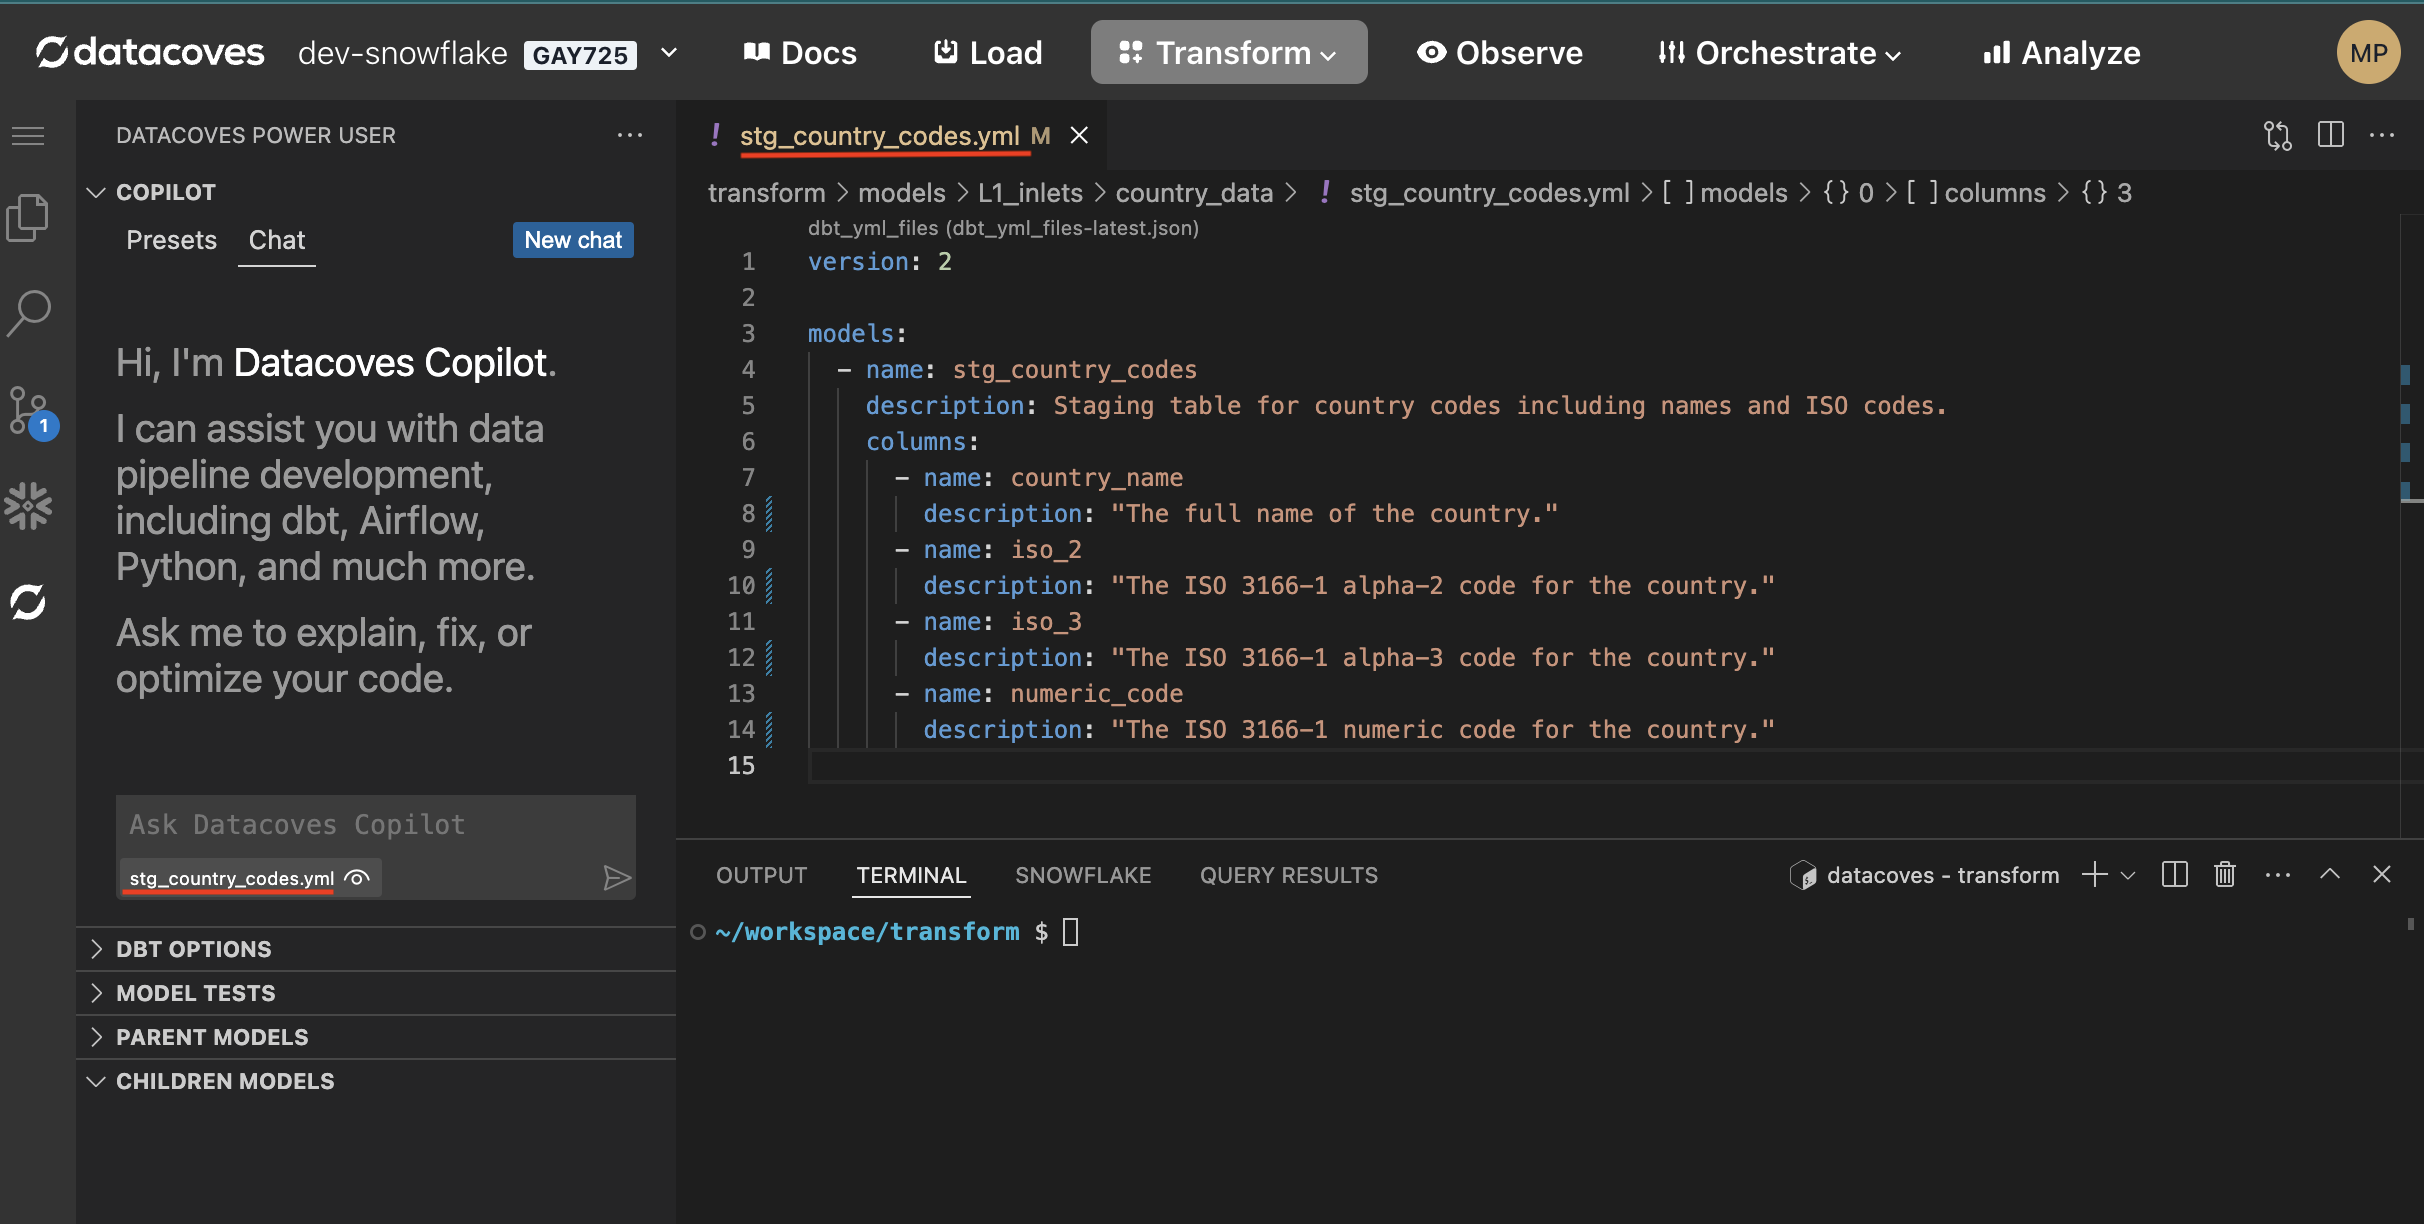 datacoves dev-snowflake GAY725 Docs Load Transform Observe Orchestrate Analyze MP
DATACOVES POWER USER
COPILOT
Presets Chat New chat
Hi, I'm Datacoves Copilot.
I can assist you with data
pipeline development,
including dbt, Airflow,
Python, and much more.
Ask me to explain, fix, or
optimize your code.
Ask Datacoves Copilot
stg_country_codes.yml
DBT OPTIONS
MODEL TESTS
PARENT MODELS
CHILDREN MODELS
1
! stg_country_codes.yml M
transform > models > L1_inlets > country_data > ! stg_country_codes.yml > [ ] models > {} 0 > [ ] columns > {} 3
dbt_yml_files (dbt_yml_files-latest.json)
1 version: 2
2
3 models:
4 - name: stg_country_codes
5 description: Staging table for country codes including names and ISO codes.
6 columns:
7 - name: country_name
8 description: "The full name of the country."
9 - name: iso_2
10 description: "The ISO 3166-1 alpha-2 code for the country."
11 - name: iso_3
12 description: "The ISO 3166-1 alpha-3 code for the country."
13 - name: numeric_code
14 description: "The ISO 3166-1 numeric code for the country."
15
OUTPUT TERMINAL SNOWFLAKE QUERY RESULTS datacoves - transform
~/workspace/transform $